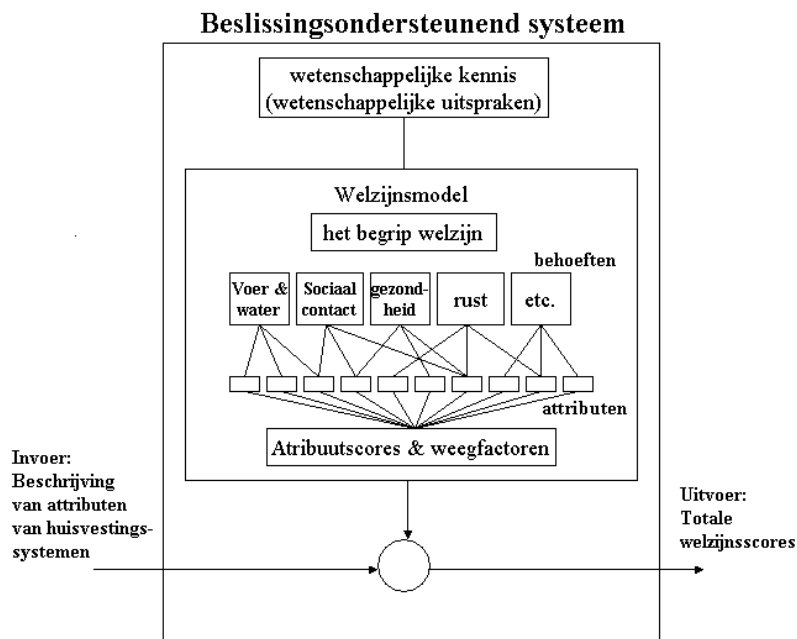 Beslissingsondersteunend systeem
wetenschappelijke kennis
(wetenschappelijke uitspraken)
Welzijnsmodel
het begrip welzijn
behoeften
Voer &
water
Sociaal
contact
gezond-
heid
rust
etc.
attributen
Atribuutscores & weegfactoren
Invoer:
Beschrijving
van attributen
van huisvestings-
systemen
Uitvoer:
Totale
welzijnsscores